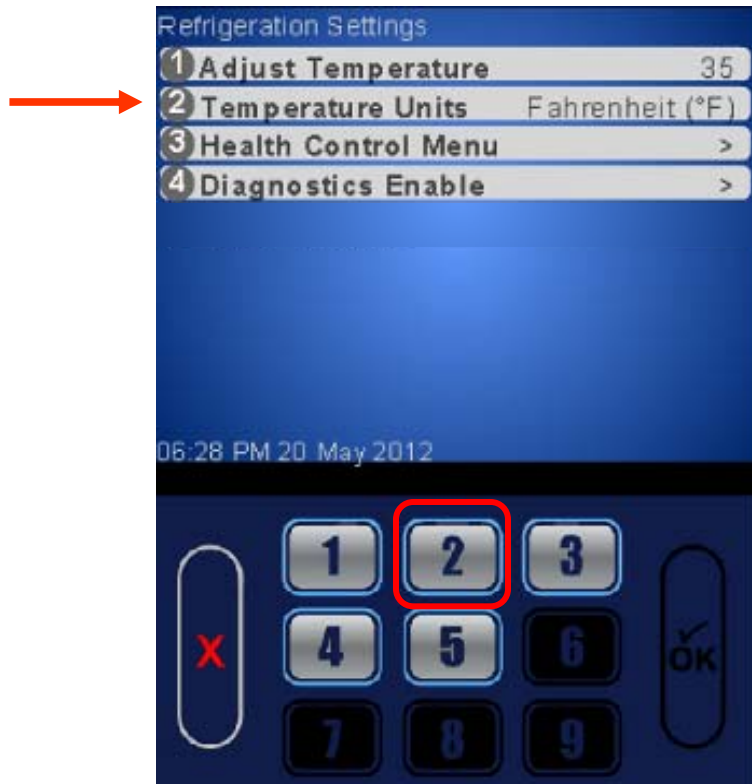 Refrigeration Settings
1 Adjust Temperature 35
2 Temperature Units Fahrenheit (°F)
3 Health Control Menu >
4 Diagnostics Enable >
06:28 PM 20 May 2012
1 2 3
X 4 5 6 OK
7 8 9